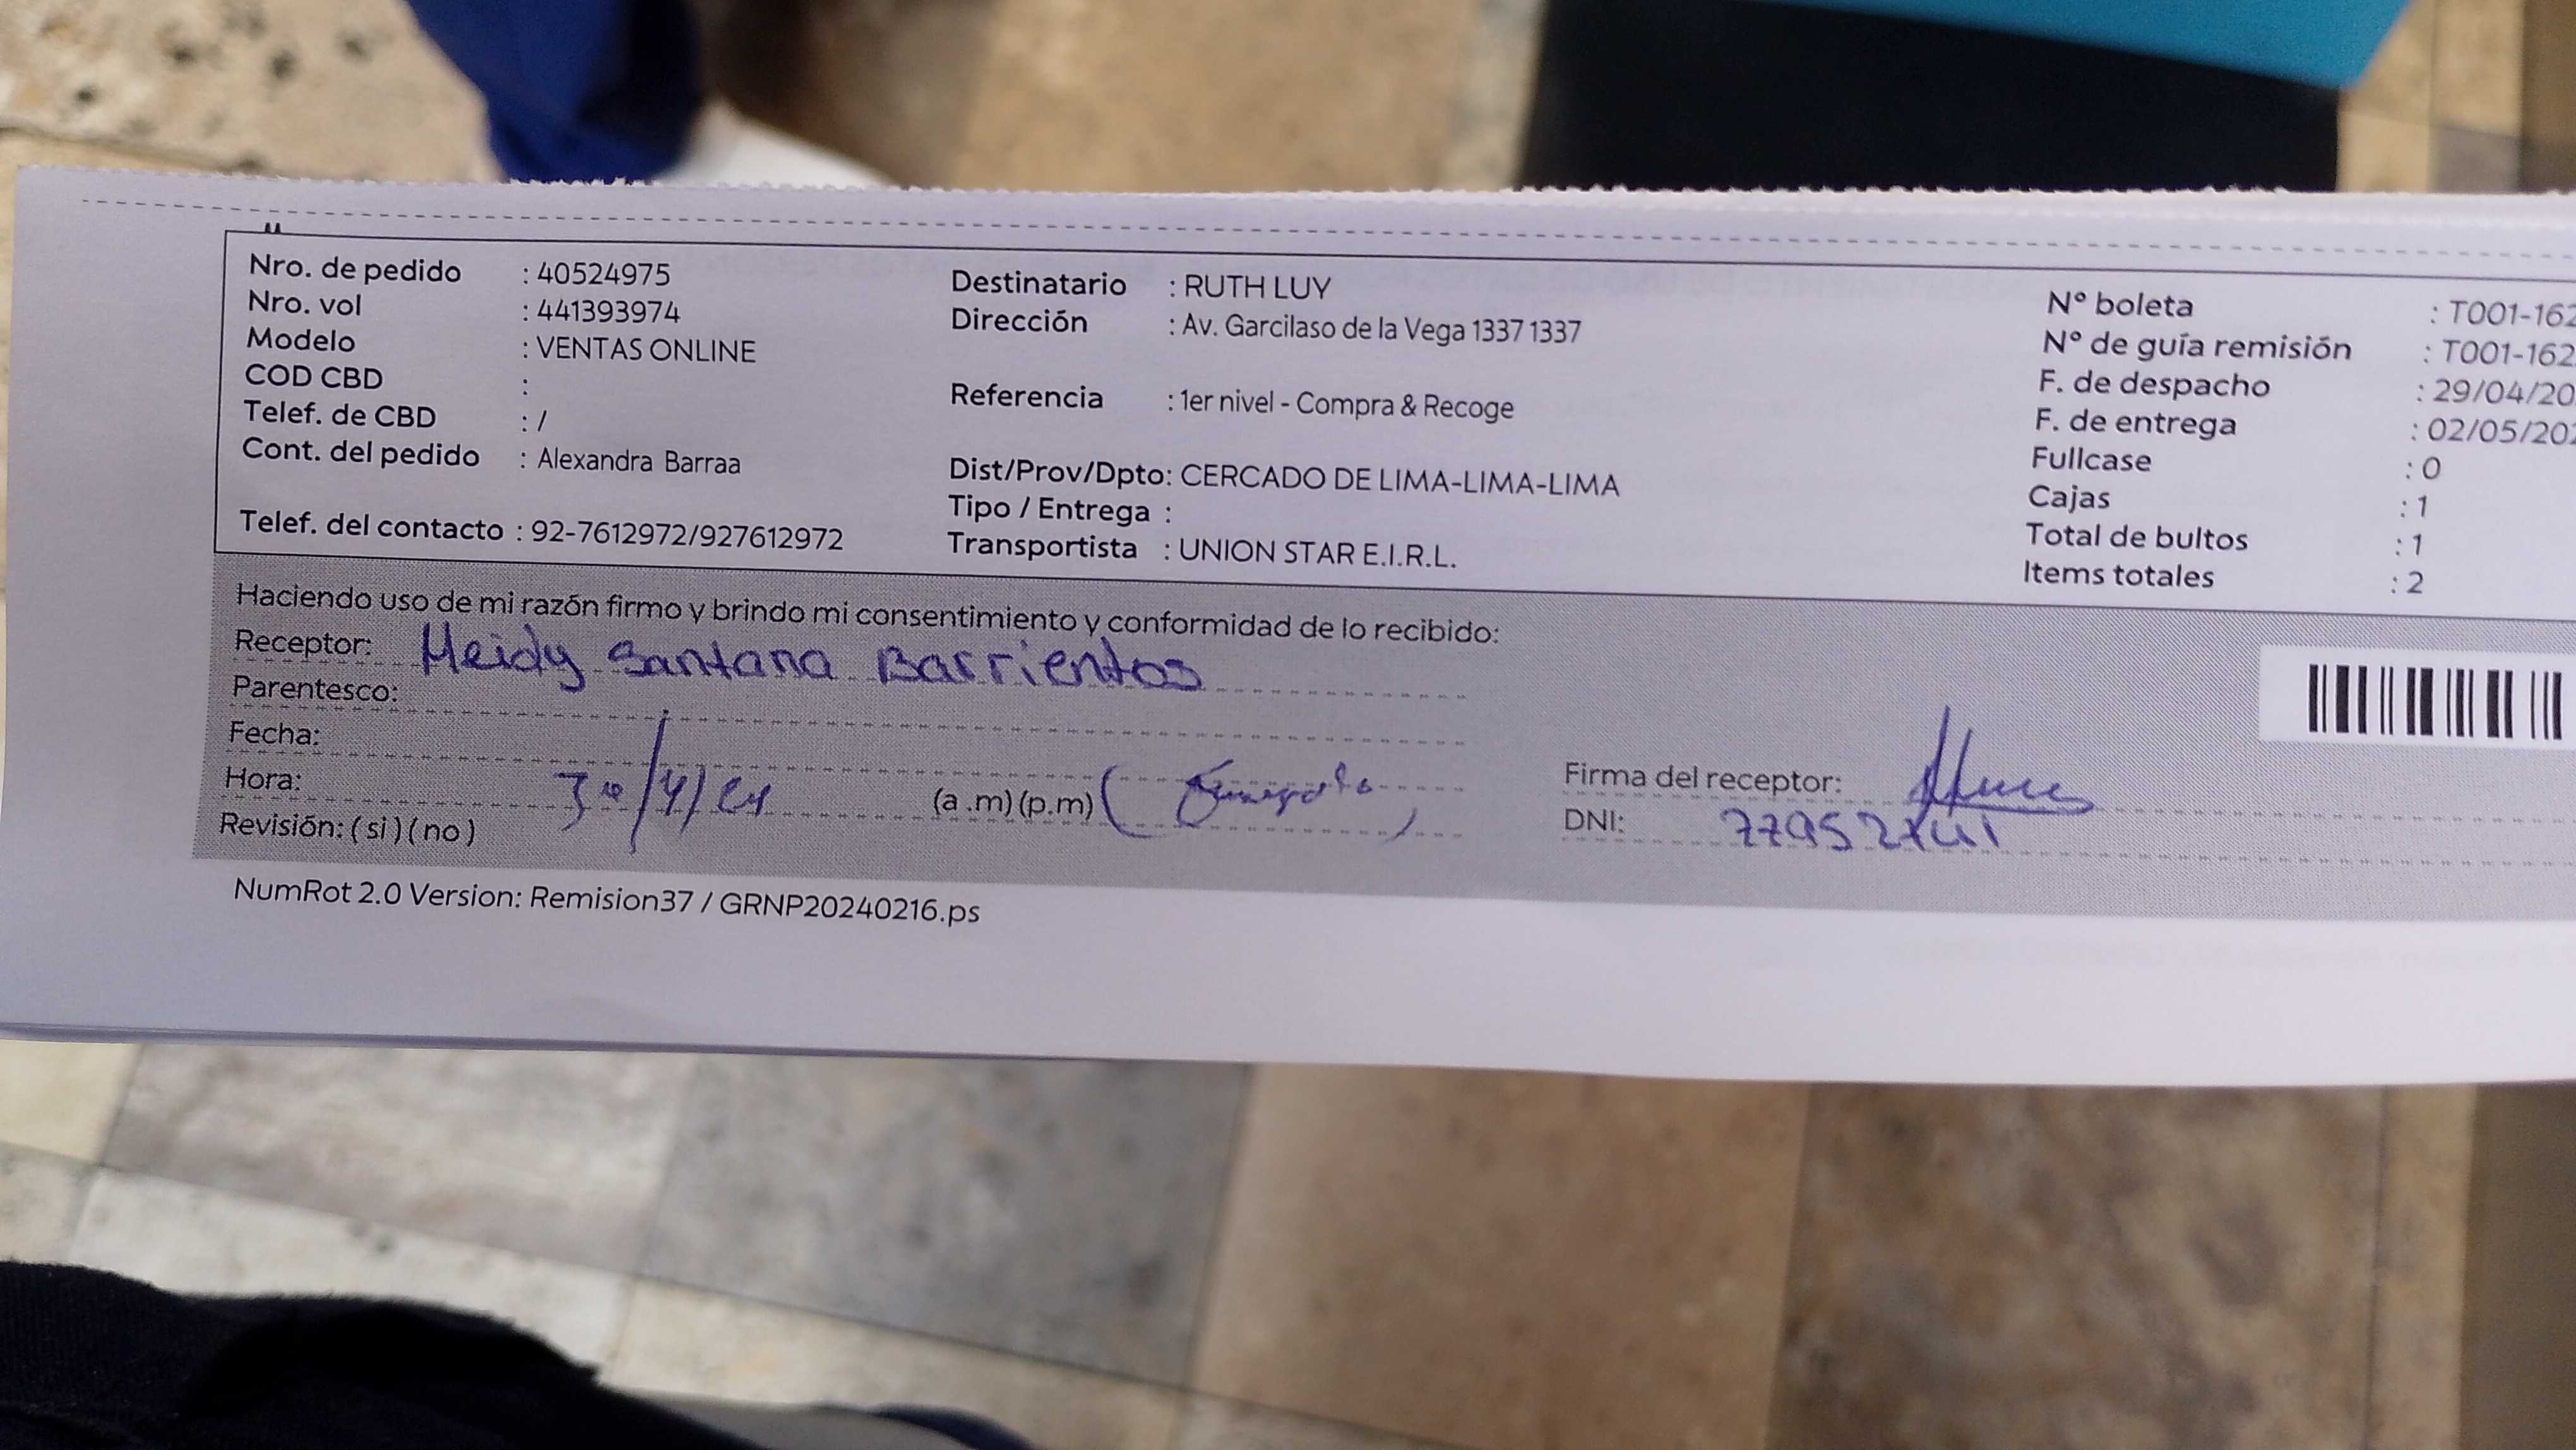 Nro. de pedido : 40524975
Nro. vol : 441393974
Modelo : VENTAS ONLINE
COD CBD :
Telef. de CBD : /
Cont. del pedido : Alexandra Barraa
Telef. del contacto : 92-7612972/927612972
Destinatario : RUTH LUY
Dirección : Av. Garcilaso de la Vega 1337 1337
Referencia : 1er nivel - Compra & Recoge
Dist/Prov/Dpto: CERCADO DE LIMA-LIMA-LIMA
Tipo / Entrega :
Transportista : UNION STAR E.I.R.L.
N° boleta : T001-162
N° de guía remisión : T001-162
F. de despacho : 29/04/20
F. de entrega : 02/05/202
Fullcase : 0
Cajas : 1
Total de bultos : 1
Items totales : 2
Haciendo uso de mi razón firmo y brindo mi consentimiento y conformidad de lo recibido:
Receptor: Heidy Santana Barrientos
Parentesco:
Fecha:
Hora: 30/4/24 (a .m) (p.m) (
Revisión: ( si ) ( no )
Firma del receptor:
DNI:
NumRot 2.0 Version: Remision37 / GRNP20240216.ps